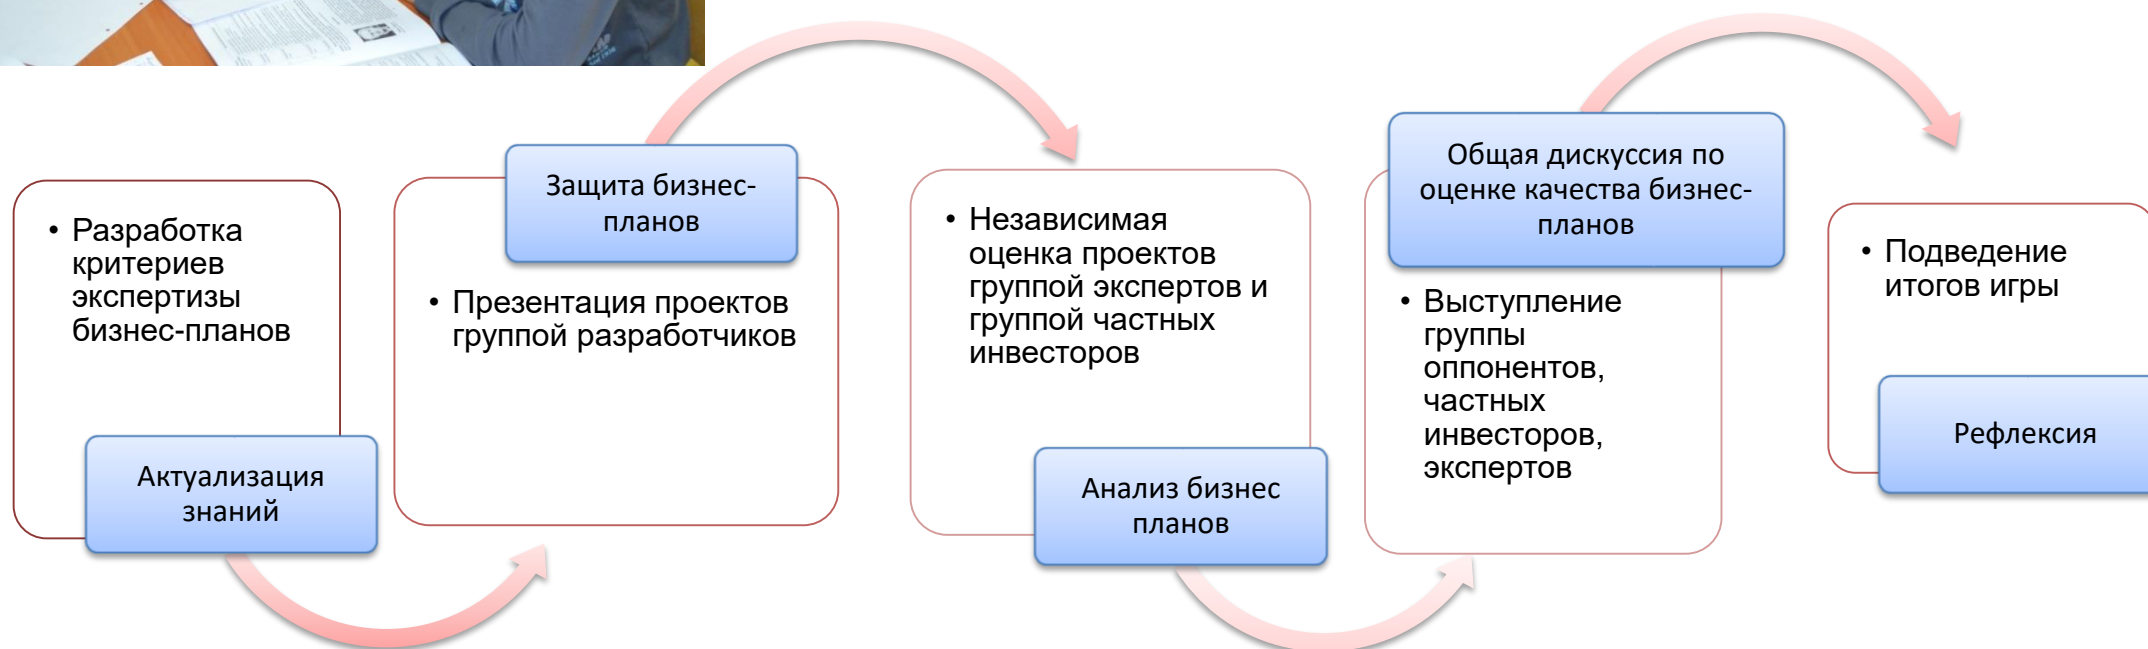 • Разработка
критериев
экспертизы
бизнес-планов
Актуализация
знаний
Защита бизнес-
планов
• Презентация проектов
группой разработчиков
• Независимая
оценка проектов
группой экспертов и
группой частных
инвесторов
Анализ бизнес
планов
Общая дискуссия по
оценке качества бизнес-
планов
• Выступление
группы
оппонентов,
частных
инвесторов,
экспертов
• Подведение
итогов игры
Рефлексия